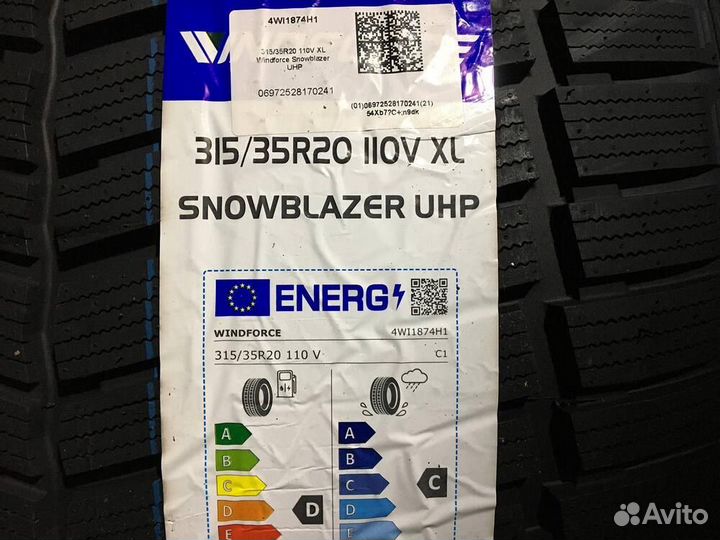 4WI1874H1
315/35R20 110V XL
Windforce Snowblazer
UHP
06972528170241
(01)06972528170241(21)
315/35R20 110V XL
SNOWBLAZER UHP
ENERG
WINDFORCE 4WI1874H1
315/35R20 110 V C1
A A
B B
C C C
D D D
E E
Avito